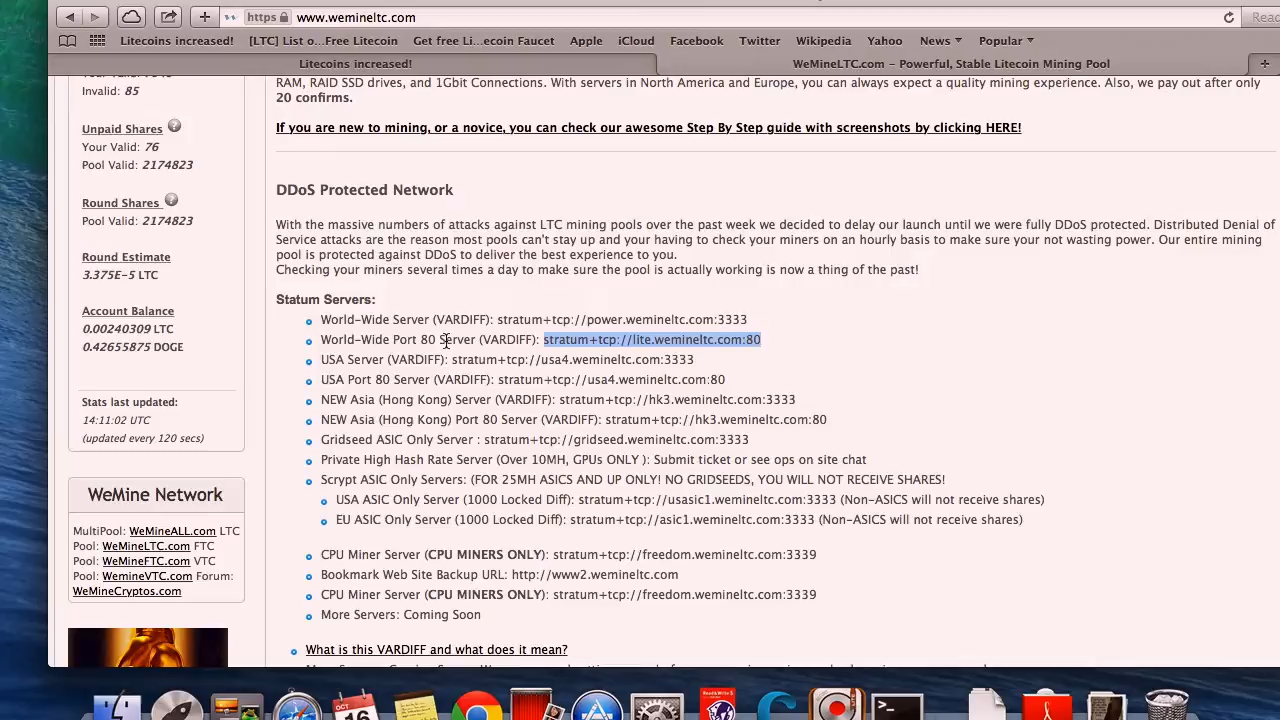 https www.wemineltc.com Read
Litecoins increased! [LTC] List o...Free Litecoin Get free Li...ecoin Faucet Apple iCloud Facebook Twitter Wikipedia Yahoo News Popular
Litecoins increased! WeMineLTC.com – Powerful, Stable Litecoin Mining Pool +
Invalid: 85
Unpaid Shares ?
Your Valid: 76
Pool Valid: 2174823
Round Shares ?
Pool Valid: 2174823
Round Estimate
3.375E-5 LTC
Account Balance
0.00240309 LTC
0.42655875 DOGE
Stats last updated:
14:11:02 UTC
(updated every 120 secs)
WeMine Network
MultiPool: WeMineALL.com LTC
Pool: WeMineLTC.com FTC
Pool: WeMineFTC.com VTC
Pool: WemineVTC.com Forum:
WeMineCryptos.com
RAM, RAID SSD drives, and 1Gbit Connections. With servers in North America and Europe, you can always expect a quality mining experience. Also, we pay out after only
20 confirms.
If you are new to mining, or a novice, you can check our awesome Step By Step guide with screenshots by clicking HERE!
DDoS Protected Network
With the massive numbers of attacks against LTC mining pools over the past week we decided to delay our launch until we were fully DDoS protected. Distributed Denial of
Service attacks are the reason most pools can't stay up and your having to check your miners on an hourly basis to make sure your not wasting power. Our entire mining
pool is protected against DDoS to deliver the best experience to you.
Checking your miners several times a day to make sure the pool is actually working is now a thing of the past!
Statum Servers:
World-Wide Server (VARDIFF): stratum+tcp://power.wemineltc.com:3333
World-Wide Port 80 Server (VARDIFF): stratum+tcp://lite.wemineltc.com:80
USA Server (VARDIFF): stratum+tcp://usa4.wemineltc.com:3333
USA Port 80 Server (VARDIFF): stratum+tcp://usa4.wemineltc.com:80
NEW Asia (Hong Kong) Server (VARDIFF): stratum+tcp://hk3.wemineltc.com:3333
NEW Asia (Hong Kong) Port 80 Server (VARDIFF): stratum+tcp://hk3.wemineltc.com:80
Gridseed ASIC Only Server : stratum+tcp://gridseed.wemineltc.com:3333
Private High Hash Rate Server (Over 10MH, GPUs ONLY ): Submit ticket or see ops on site chat
Scrypt ASIC Only Servers: (FOR 25MH ASICS AND UP ONLY! NO GRIDSEEDS, YOU WILL NOT RECEIVE SHARES!
USA ASIC Only Server (1000 Locked Diff): stratum+tcp://usasic1.wemineltc.com:3333 (Non-ASICS will not receive shares)
EU ASIC Only Server (1000 Locked Diff): stratum+tcp://asic1.wemineltc.com:3333 (Non-ASICS will not receive shares)
CPU Miner Server (CPU MINERS ONLY): stratum+tcp://freedom.wemineltc.com:3339
Bookmark Web Site Backup URL: http://www2.wemineltc.com
CPU Miner Server (CPU MINERS ONLY): stratum+tcp://freedom.wemineltc.com:3339
More Servers: Coming Soon
What is this VARDIFF and what does it mean?
OCT
16